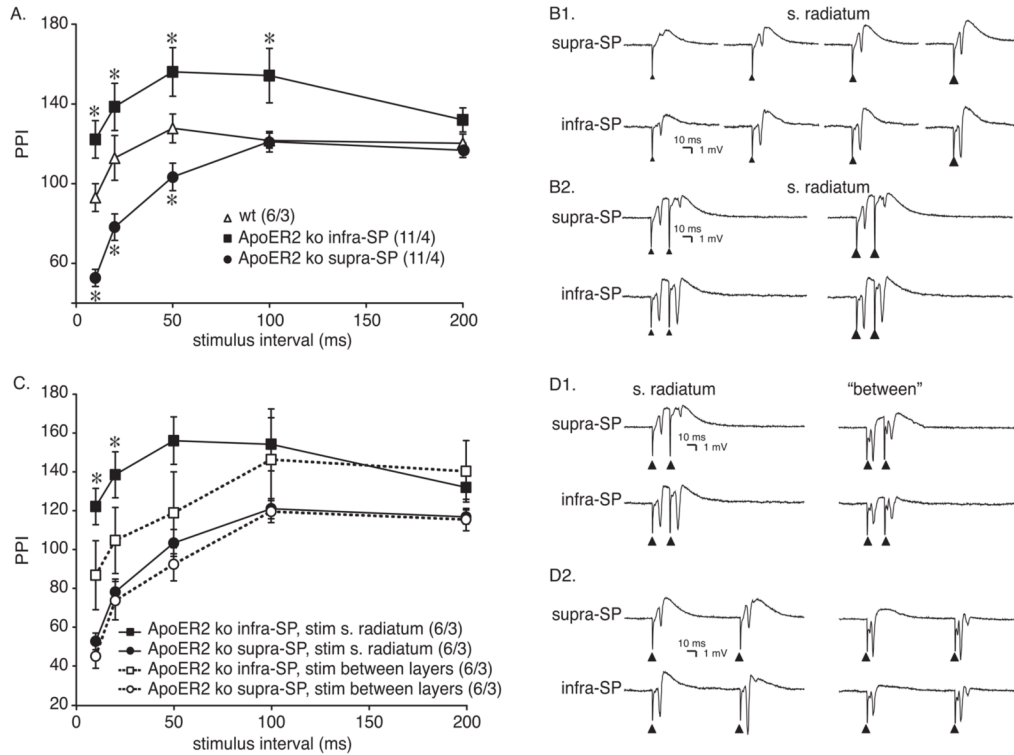 A.
180
140
100
60
PPI
0
50
100
150
200
stimulus interval (ms)
*
*
*
*
*
*
*
wt (6/3)
ApoER2 ko infra-SP (11/4)
ApoER2 ko supra-SP (11/4)
B1.
s. radiatum
supra-SP
infra-SP
10 ms
1 mV
B2.
s. radiatum
supra-SP
10 ms
1 mV
infra-SP
C.
180
160
140
120
100
80
60
40
20
PPI
0
50
100
150
200
stimulus interval (ms)
*
*
ApoER2 ko infra-SP, stim s. radiatum (6/3)
ApoER2 ko supra-SP, stim s. radiatum (6/3)
ApoER2 ko infra-SP, stim between layers (6/3)
ApoER2 ko supra-SP, stim between layers (6/3)
D1.
s. radiatum
“between”
supra-SP
10 ms
1 mV
infra-SP
D2.
supra-SP
10 ms
1 mV
infra-SP